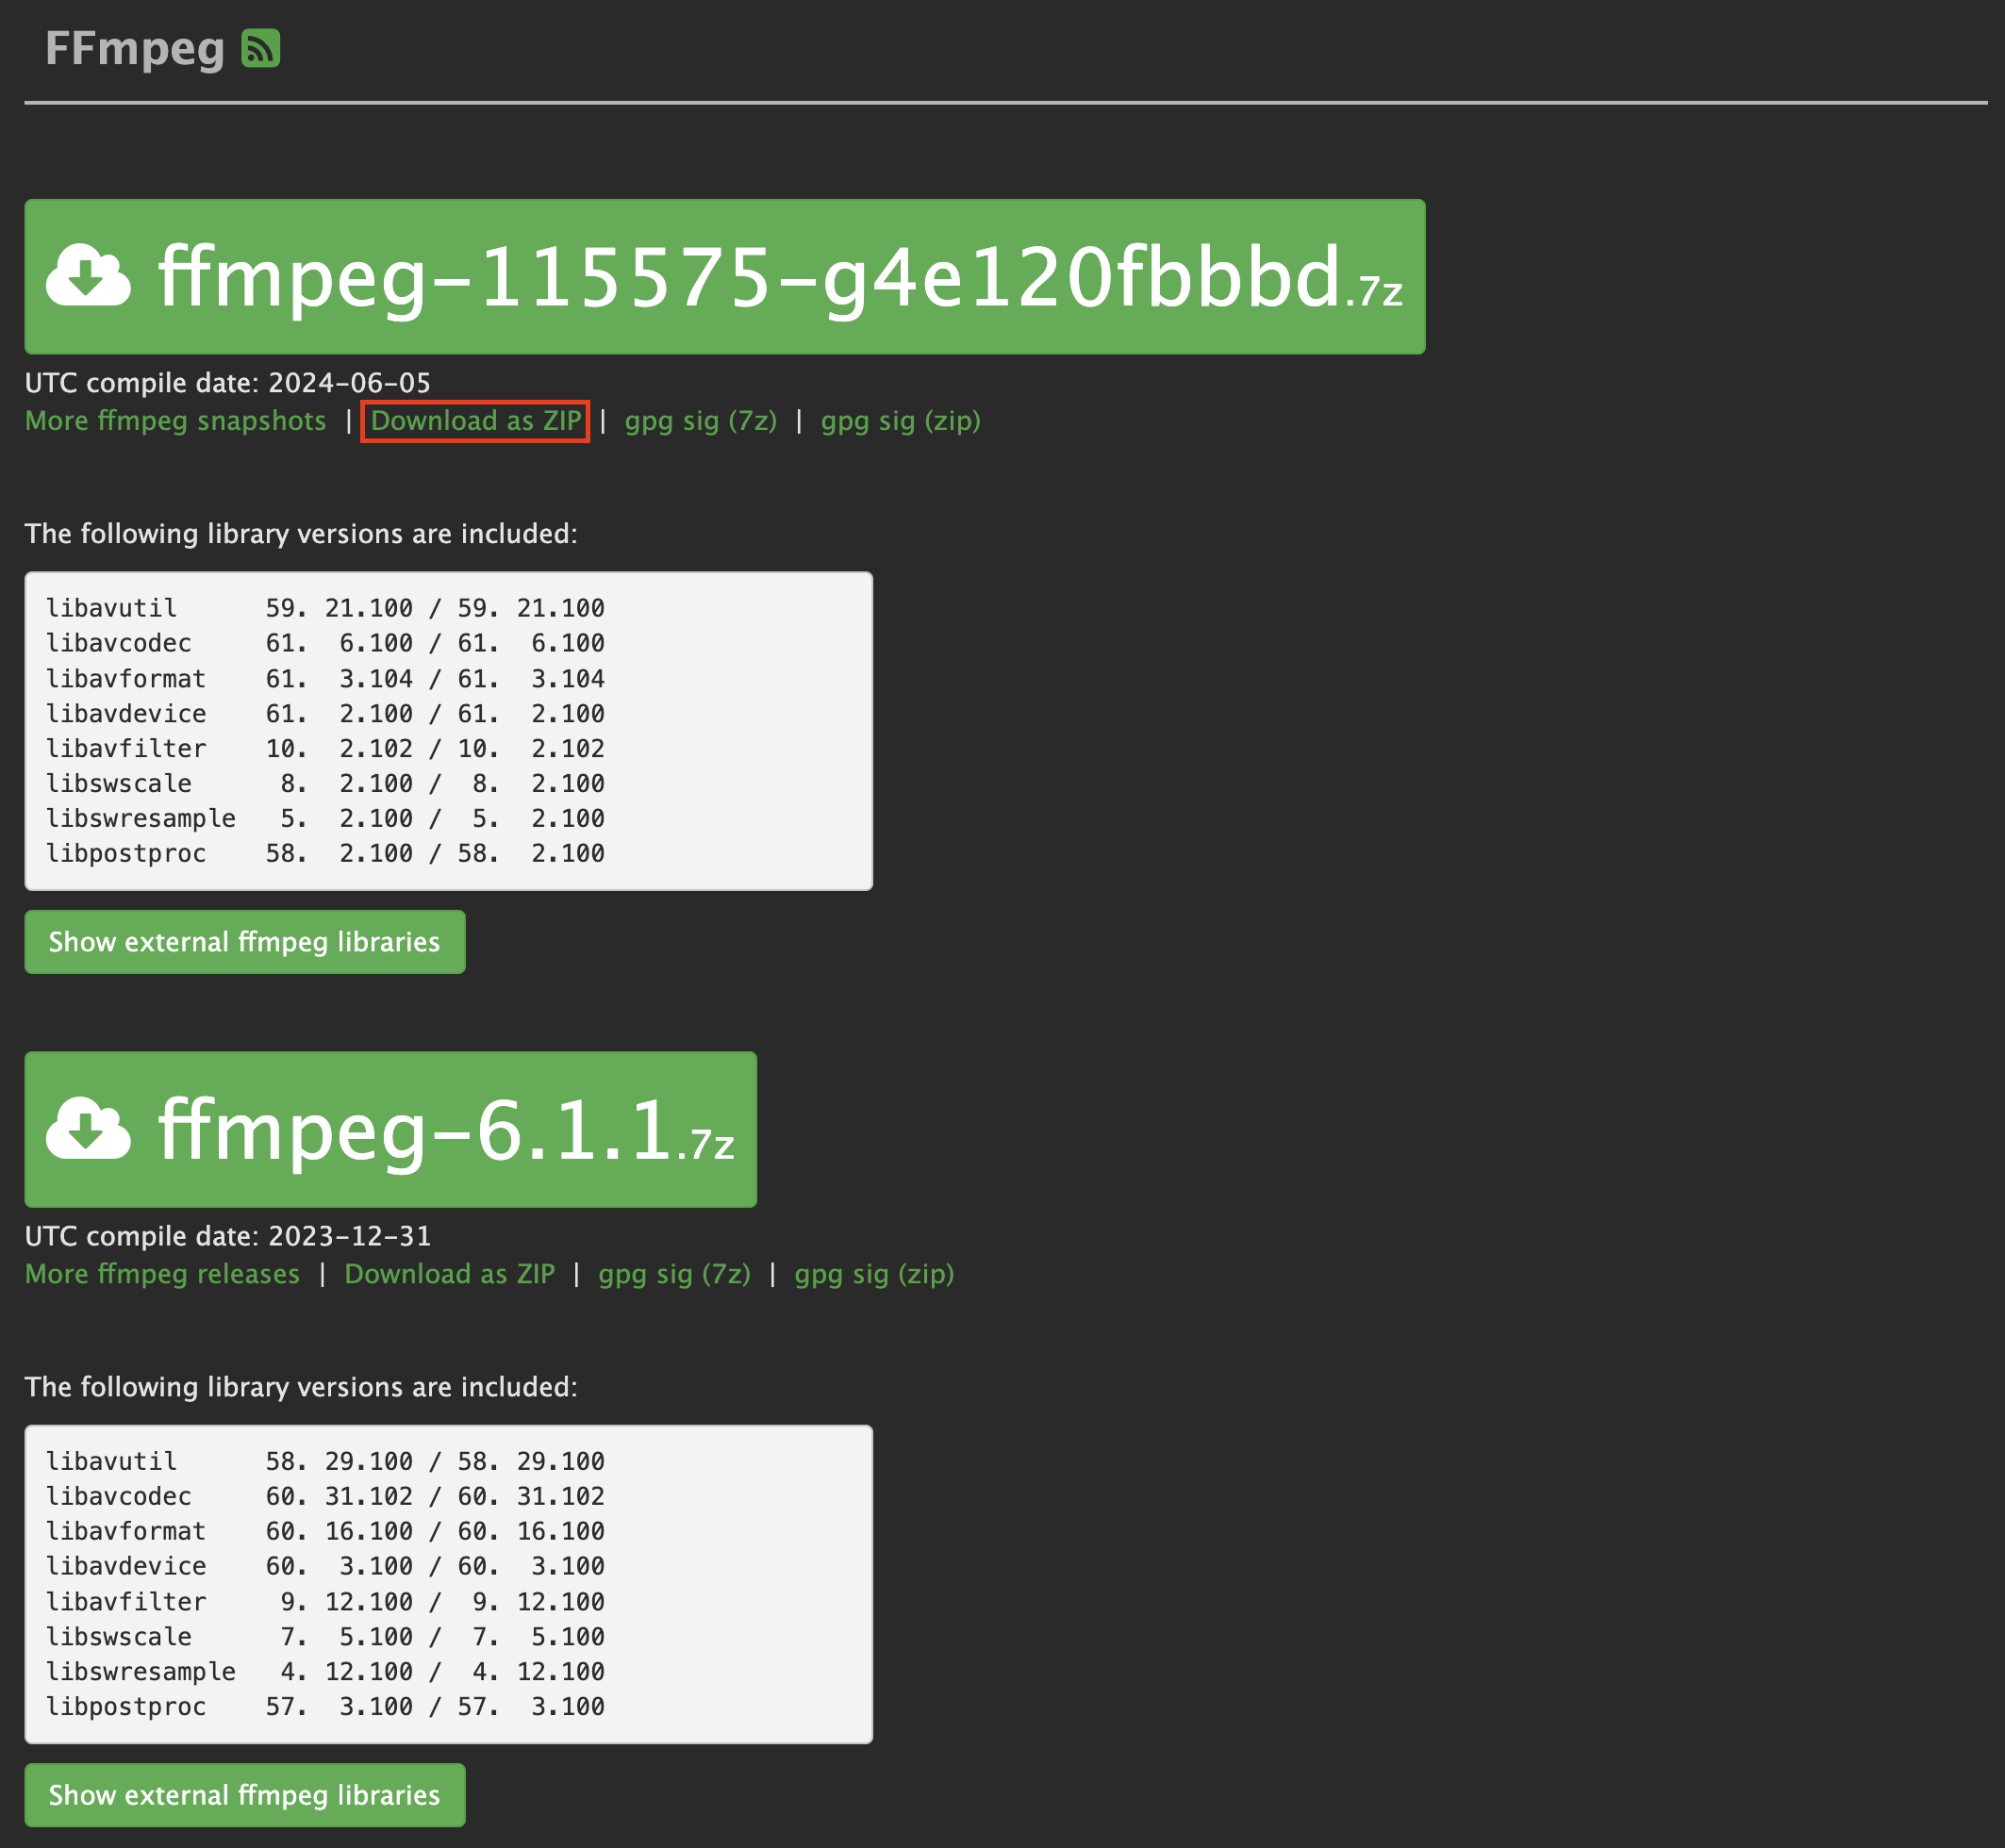 FFmpeg
ffmpeg-115575-g4e120fbbbd.7z
UTC compile date: 2024-06-05
More ffmpeg snapshots | Download as ZIP | gpg sig (7z) | gpg sig (zip)
The following library versions are included:
libavutil      59. 21.100 / 59. 21.100
libavcodec     61.  6.100 / 61.  6.100
libavformat    61.  3.104 / 61.  3.104
libavdevice    61.  2.100 / 61.  2.100
libavfilter    10.  2.102 / 10.  2.102
libswscale      8.  2.100 /  8.  2.100
libswresample   5.  2.100 /  5.  2.100
libpostproc    58.  2.100 / 58.  2.100
Show external ffmpeg libraries
ffmpeg-6.1.1.7z
UTC compile date: 2023-12-31
More ffmpeg releases | Download as ZIP | gpg sig (7z) | gpg sig (zip)
The following library versions are included:
libavutil      58. 29.100 / 58. 29.100
libavcodec     60. 31.102 / 60. 31.102
libavformat    60. 16.100 / 60. 16.100
libavdevice    60.  3.100 / 60.  3.100
libavfilter     9. 12.100 /  9. 12.100
libswscale      7.  5.100 /  7.  5.100
libswresample   4. 12.100 /  4. 12.100
libpostproc    57.  3.100 / 57.  3.100
Show external ffmpeg libraries